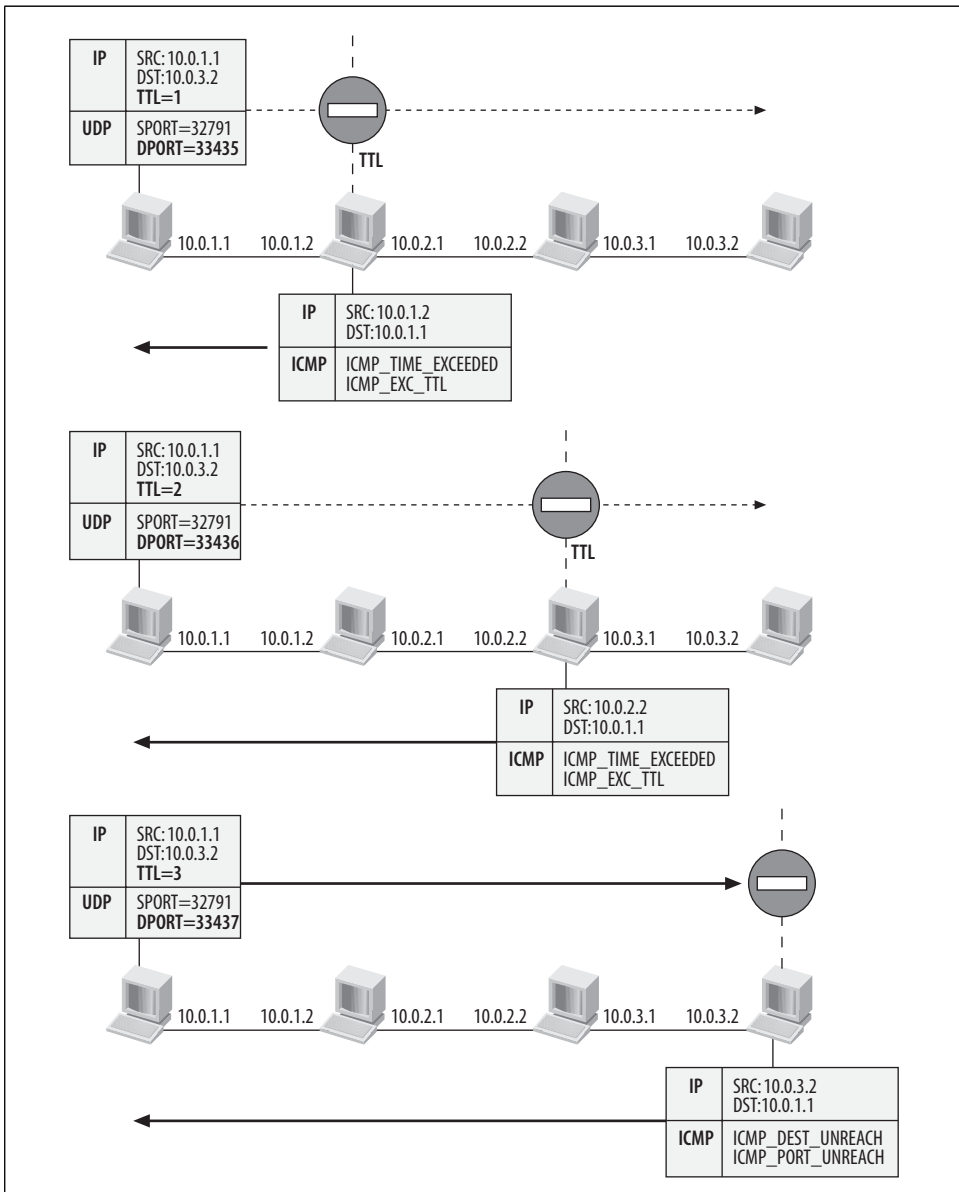 IP
SRC: 10.0.1.1
DST:10.0.3.2
TTL=1
UDP
SPORT=32791
DPORT=33435
TTL
10.0.1.1
10.0.1.2
10.0.2.1
10.0.2.2
10.0.3.1
10.0.3.2
IP
SRC: 10.0.1.2
DST:10.0.1.1
ICMP
ICMP_TIME_EXCEEDED
ICMP_EXC_TTL
IP
SRC: 10.0.1.1
DST:10.0.3.2
TTL=2
UDP
SPORT=32791
DPORT=33436
TTL
10.0.1.1
10.0.1.2
10.0.2.1
10.0.2.2
10.0.3.1
10.0.3.2
IP
SRC: 10.0.2.2
DST:10.0.1.1
ICMP
ICMP_TIME_EXCEEDED
ICMP_EXC_TTL
IP
SRC: 10.0.1.1
DST:10.0.3.2
TTL=3
UDP
SPORT=32791
DPORT=33437
10.0.1.1
10.0.1.2
10.0.2.1
10.0.2.2
10.0.3.1
10.0.3.2
IP
SRC: 10.0.3.2
DST:10.0.1.1
ICMP
ICMP_DEST_UNREACH
ICMP_PORT_UNREACH